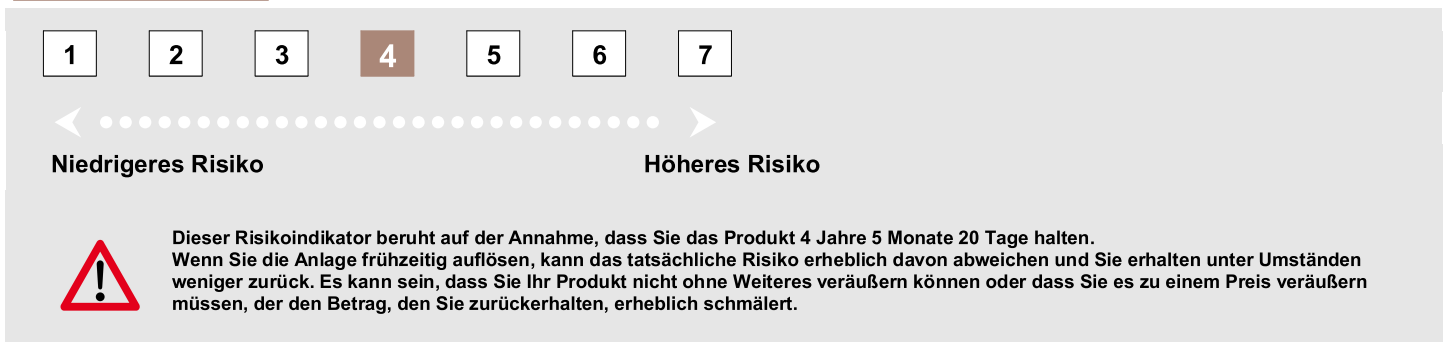 1 2 3 4 5 6 7
Niedrigeres Risiko Höheres Risiko
Dieser Risikoindikator beruht auf der Annahme, dass Sie das Produkt 4 Jahre 5 Monate 20 Tage halten.
Wenn Sie die Anlage frühzeitig auflösen, kann das tatsächliche Risiko erheblich davon abweichen und Sie erhalten unter Umständen
weniger zurück. Es kann sein, dass Sie Ihr Produkt nicht ohne Weiteres veräußern können oder dass Sie es zu einem Preis veräußern
müssen, der den Betrag, den Sie zurückerhalten, erheblich schmälert.